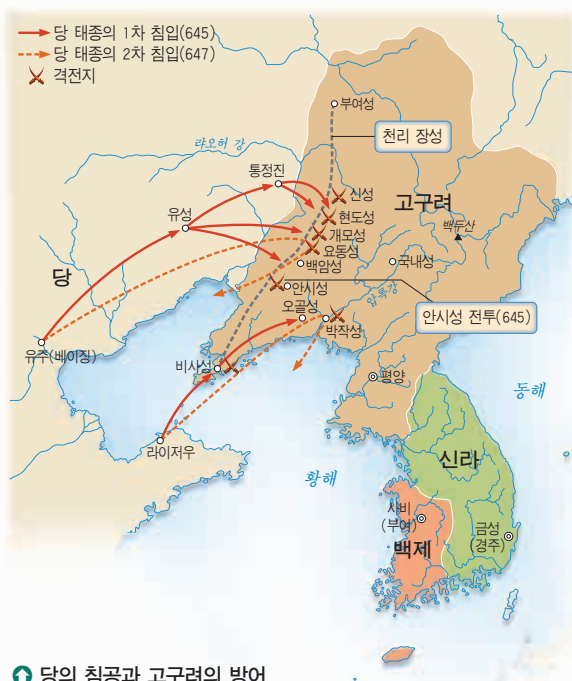 당 태종의 1차 침입(645)
당 태종의 2차 침입(647)
격전지
부여성
천리 장성
랴오허 강
통정진
신성
고구려
유성
현도성
백두산
개모성
요동성
당
백암성
국내성
안시성
압록강
오골성
안시성 전투(645)
박작성
유주(베이징)
비사성
평양
동해
라이저우
신라
황해
사비
(부여)
금성
(경주)
백제
당의 침공과 고구려의 방어